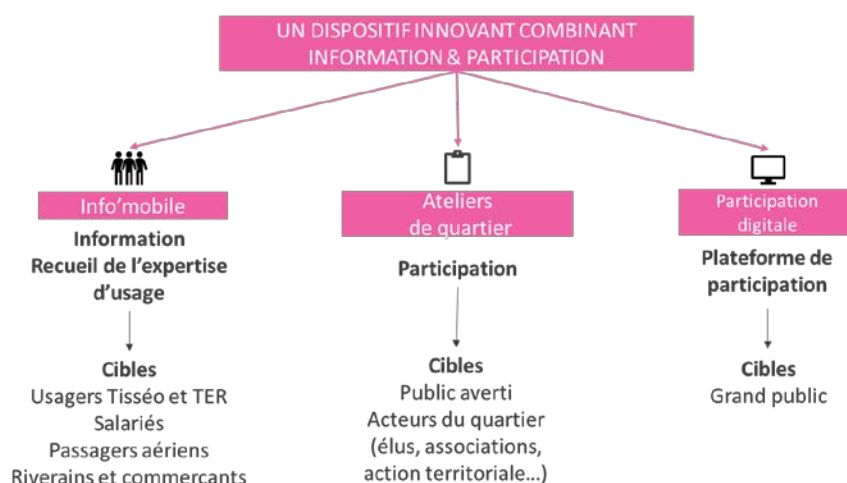 UN DISPOSITIF INNOVANT COMBINANT
INFORMATION & PARTICIPATION
Info'mobile
Information
Recueil de l'expertise
d'usage
Cibles
Usagers Tisséo et TER
Salariés
Passagers aériens
Riverains et commerçants
Ateliers
de quartier
Participation
Cibles
Public averti
Acteurs du quartier
(élus, associations,
action territoriale...)
Participation
digitale
Plateforme de
participation
Cibles
Grand public